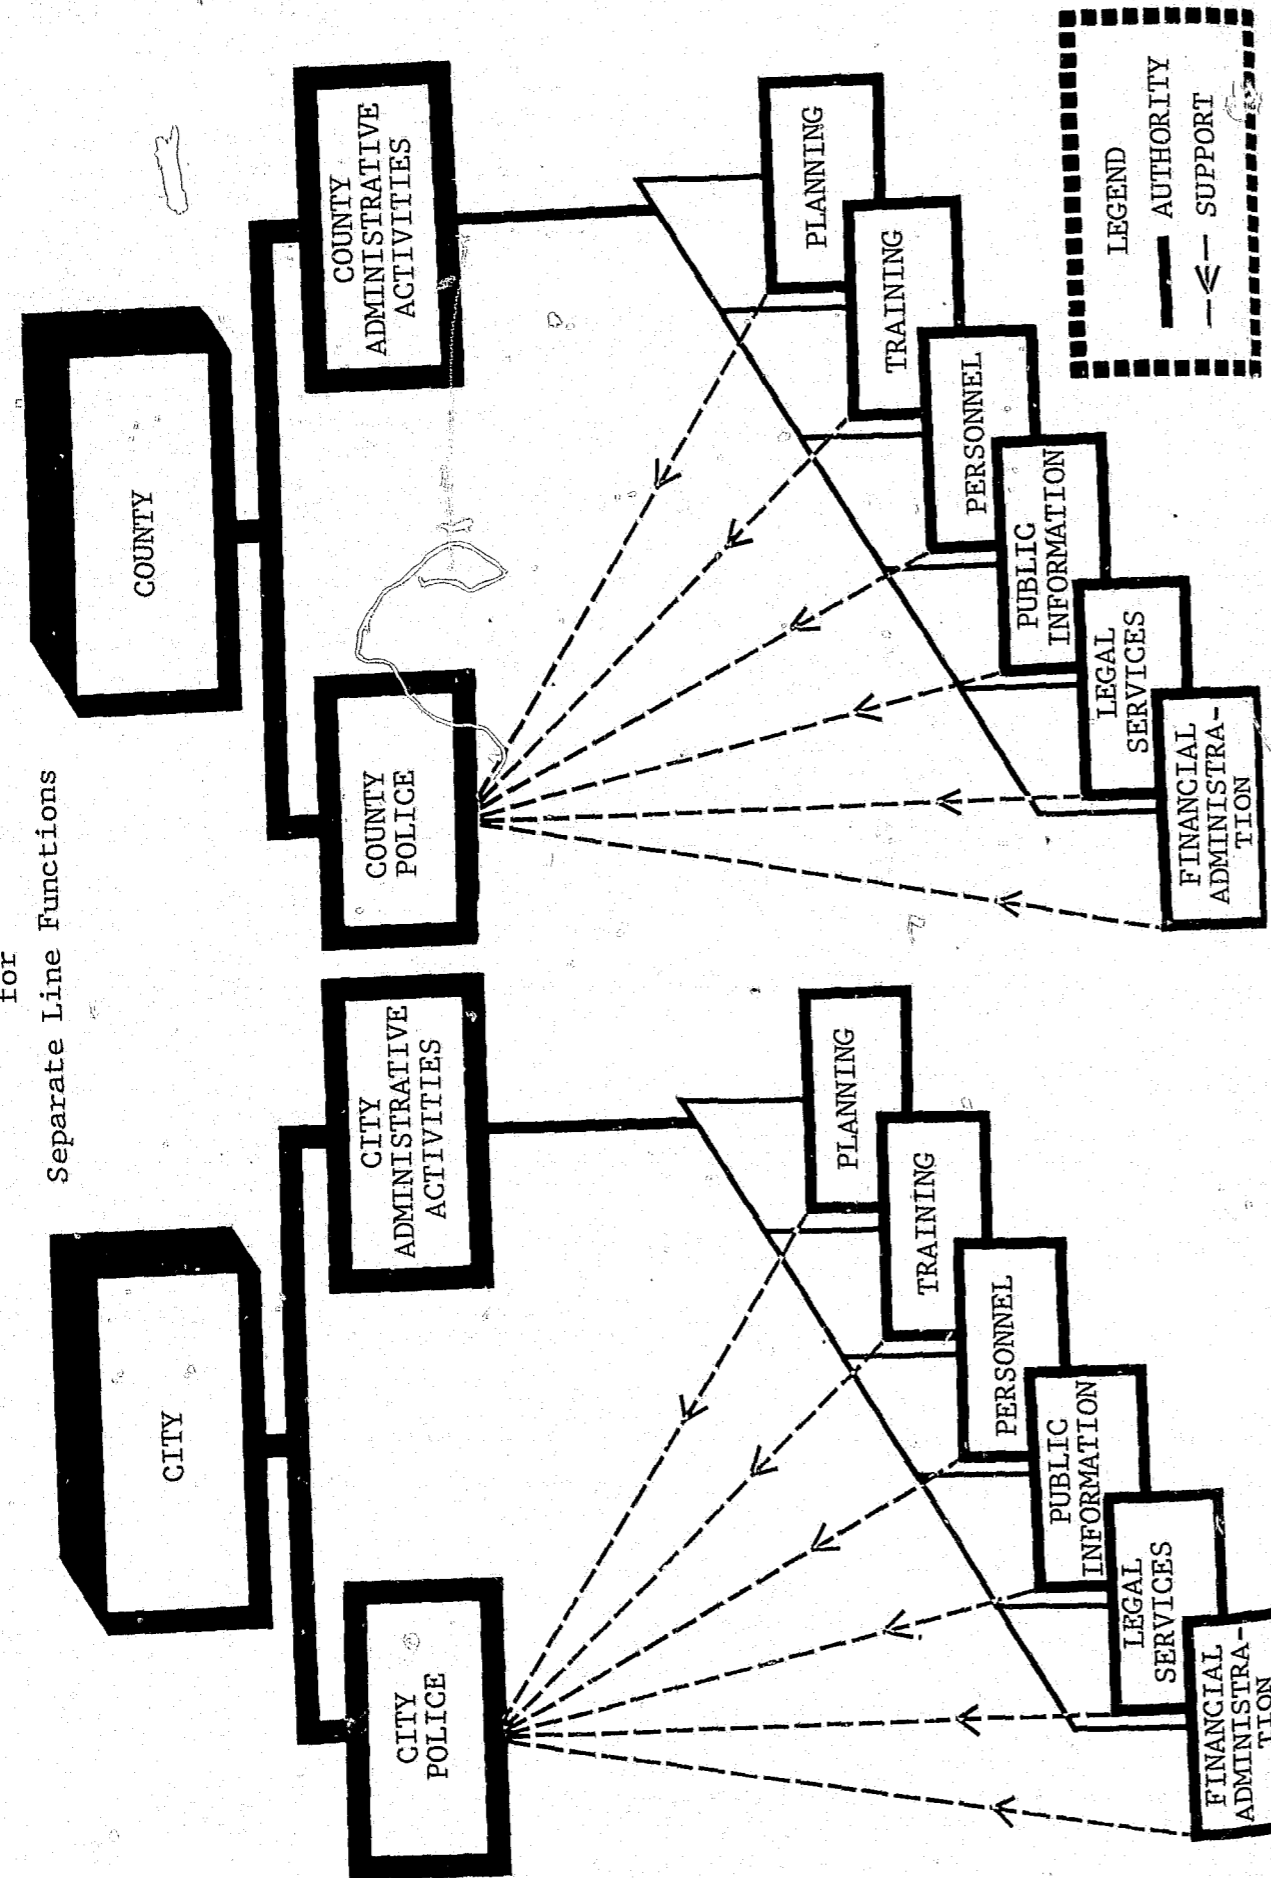 for
Separate Line Functions
CITY
CITY
POLICE
CITY
ADMINISTRATIVE
ACTIVITIES
PLANNING
TRAINING
PERSONNEL
PUBLIC
INFORMATION
LEGAL
SERVICES
FINANCIAL
ADMINISTRA-
TION
COUNTY
COUNTY
POLICE
COUNTY
ADMINISTRATIVE
ACTIVITIES
PLANNING
TRAINING
PERSONNEL
PUBLIC
INFORMATION
LEGAL
SERVICES
FINANCIAL
ADMINISTRA-
TION
LEGEND
AUTHORITY
SUPPORT